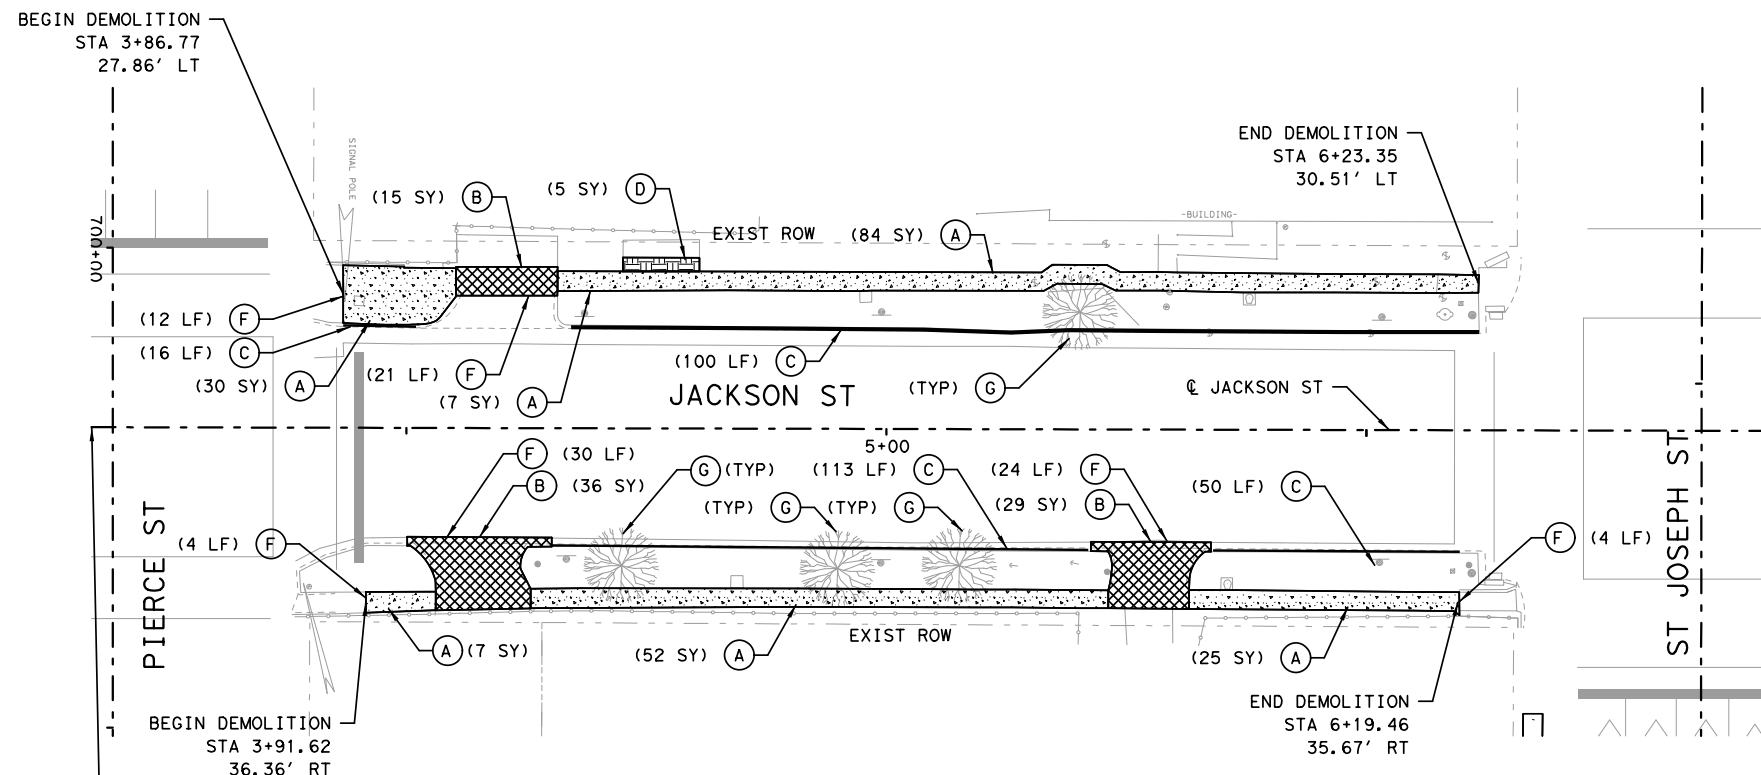 BEGIN DEMOLITION
STA 3+86.77
27.86' LT
END DEMOLITION
STA 6+23.35
30.51' LT
SIGNAL POLE
(15 SY) B
(5 SY) D
EXIST ROW
(84 SY) A
-BUILDING-
70+00
(12 LF) F
(16 LF) C
(30 SY) A
(21 LF) F
(7 SY) A
(100 LF) C
(TYP) G
JACKSON ST
℄ JACKSON ST
5+00
F (30 LF)
B (36 SY)
G (TYP)
(TYP) G
(TYP) G
(113 LF) C
(24 LF) F
(29 SY) B
(50 LF) C
(4 LF) F
F (4 LF)
PIERCE ST
ST JOSEPH ST
A (7 SY)
(52 SY) A
EXIST ROW
(25 SY) A
BEGIN DEMOLITION
STA 3+91.62
36.36' RT
END DEMOLITION
STA 6+19.46
35.67' RT